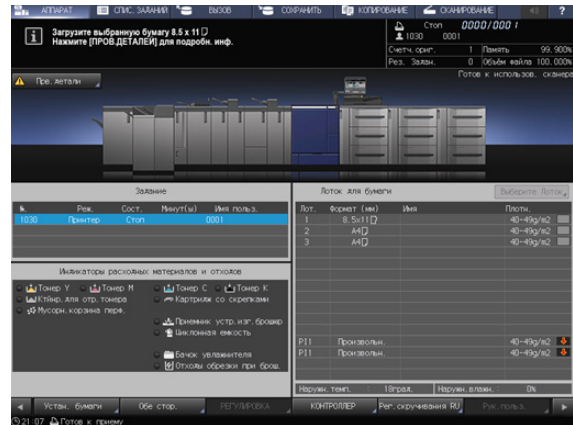 АППАРАТ
СПИС. ЗАДАНИЙ
ВЫЗОВ
СОХРАНИТЬ
КОПИРОВАНИЕ
СКАНИРОВАНИЕ
?
Загрузите выбранную бумагу 8.5 x 11
Нажмите [ПРОВ.ДЕТАЛЕЙ] для подробн. инф.
Стоп 0000/0001
1030 0001
Счетч. ориг. 1 Память 99.900%
Рез. Задан. 0 Объём файла 100.000%
Готов к использов. сканера
Прв. детали
Задание
№. Реж. Сост. Минут(ы) Имя польз.
1030 Принтер Стоп 0001
Индикаторы расходных материалов и отходов
Тонер Y Тонер M Тонер C Тонер K
Ктйнр. для отр. тонера Картридж со скрепками
Мусорн. корзина перф.
Приемник устр. изг. брошюр
Циклонная емкость
Бачок увлажнителя
Отходы обрезки при брош.
Лоток для бумаги Выберите Лоток
Лот. Формат (мм) Имя Плотн.
1 8.5x11 40-49g/m2
2 A4 40-49g/m2
3 A4 40-49g/m2
PI1 Произвольн. 40-49g/m2
PI1 Произвольн. 40-49g/m2
Наружн. темп. : 18град. Наружн. влажн. : 0%
Устан. бумаги
Обе стор.
РЕГУЛИРОВКА
КОНТРОЛЛЕР
Рег. скручивания RU
Рук. польз.
21:07 Готов к приему